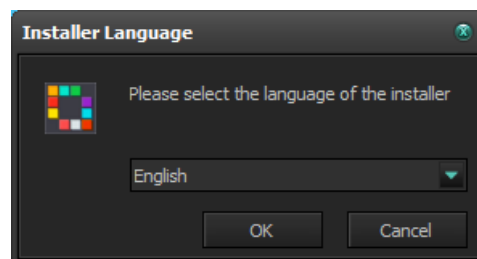 Installer Language
Please select the language of the installer
English
OK
Cancel